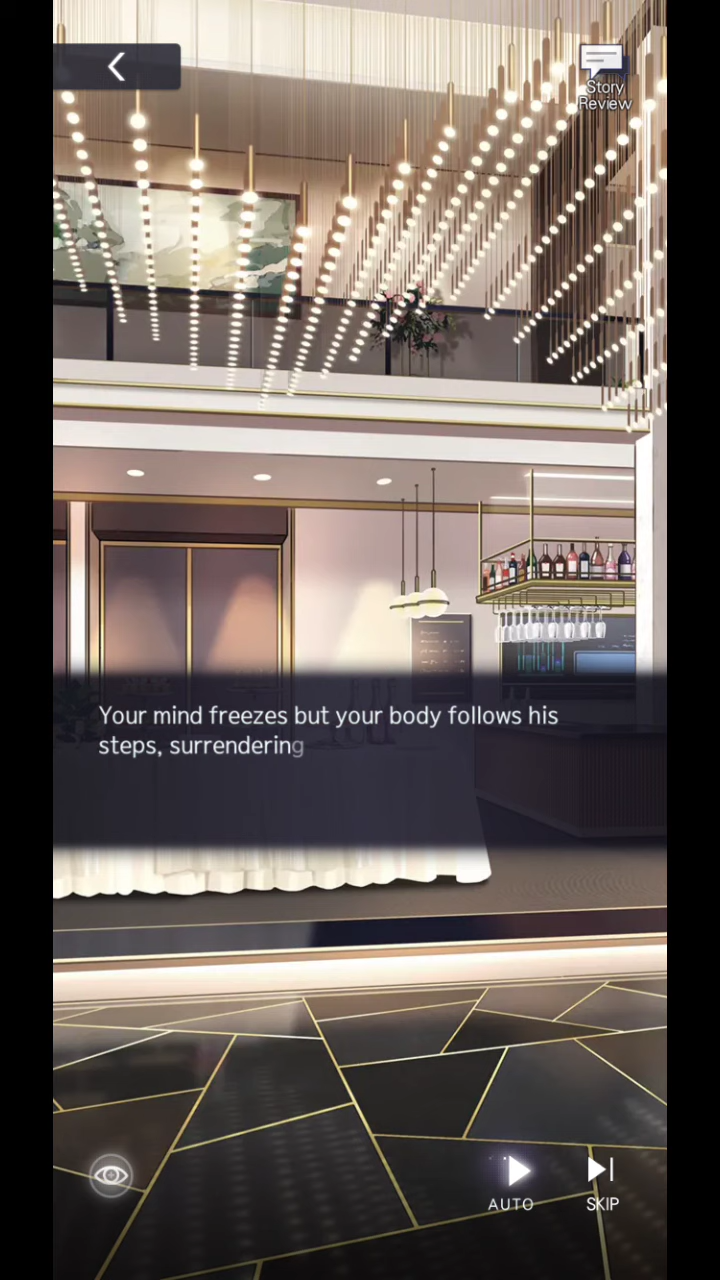 Story
Review
Your mind freezes but your body follows his
steps, surrendering
AUTO
SKIP